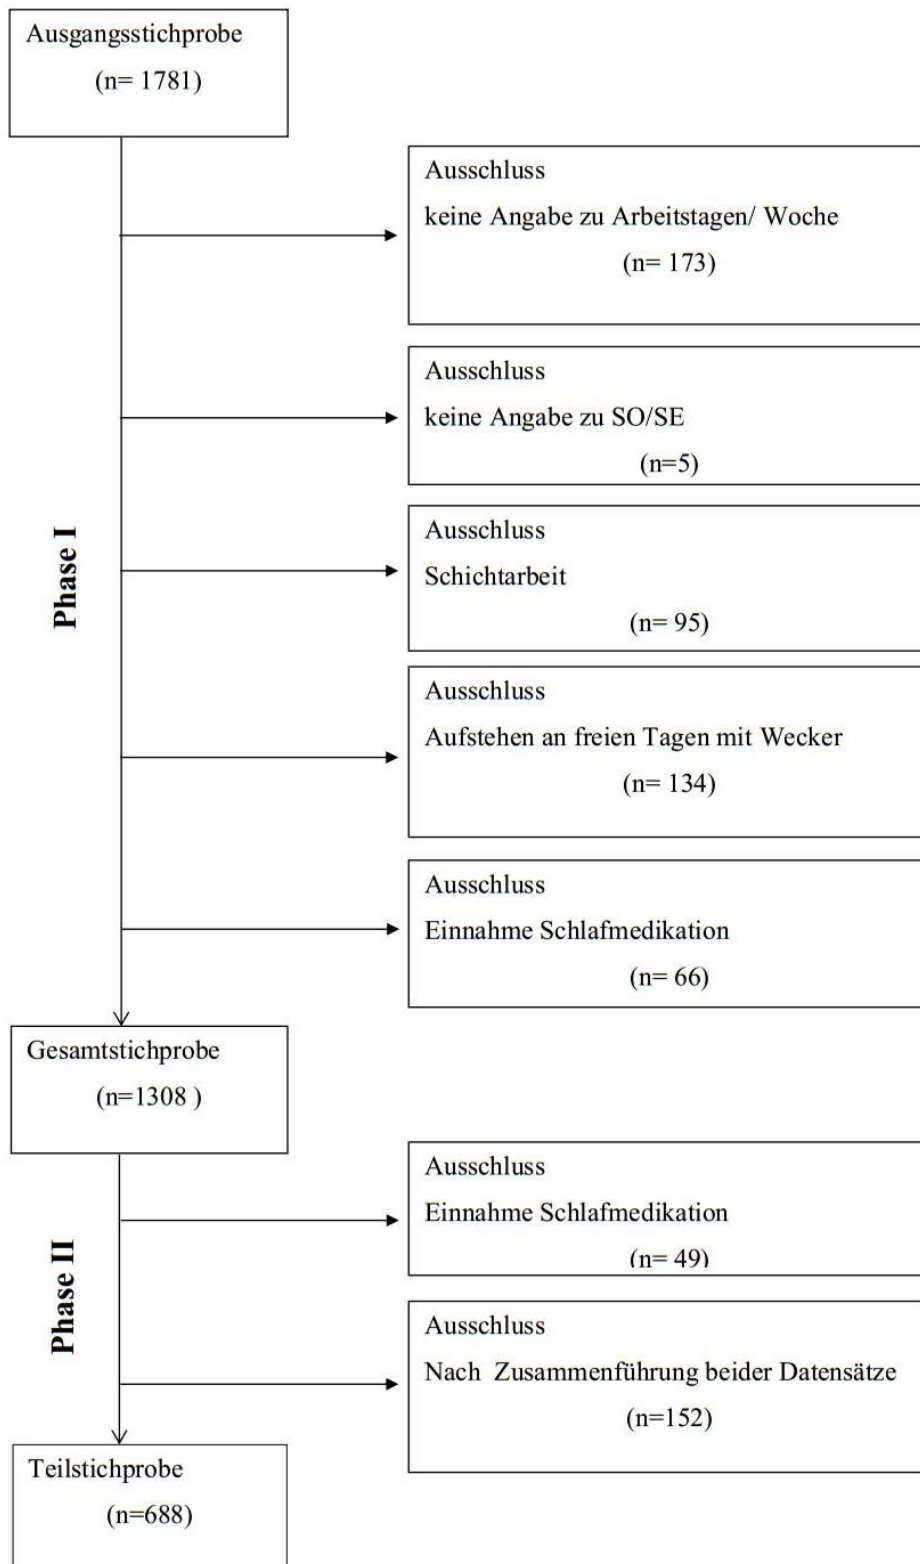 Ausgangsstichprobe
(n= 1781)
Ausschluss
keine Angabe zu Arbeitstagen/ Woche
(n= 173)
Ausschluss
keine Angabe zu SO/SE
(n=5)
Phase I
Ausschluss
Schichtarbeit
(n= 95)
Ausschluss
Aufstehen an freien Tagen mit Wecker
(n= 134)
Ausschluss
Einnahme Schlafmedikation
(n= 66)
Gesamtstichprobe
(n=1308 )
Phase II
Ausschluss
Einnahme Schlafmedikation
(n= 49)
Ausschluss
Nach  Zusammenführung beider Datensätze
(n=152)
Teilstichprobe
(n=688)